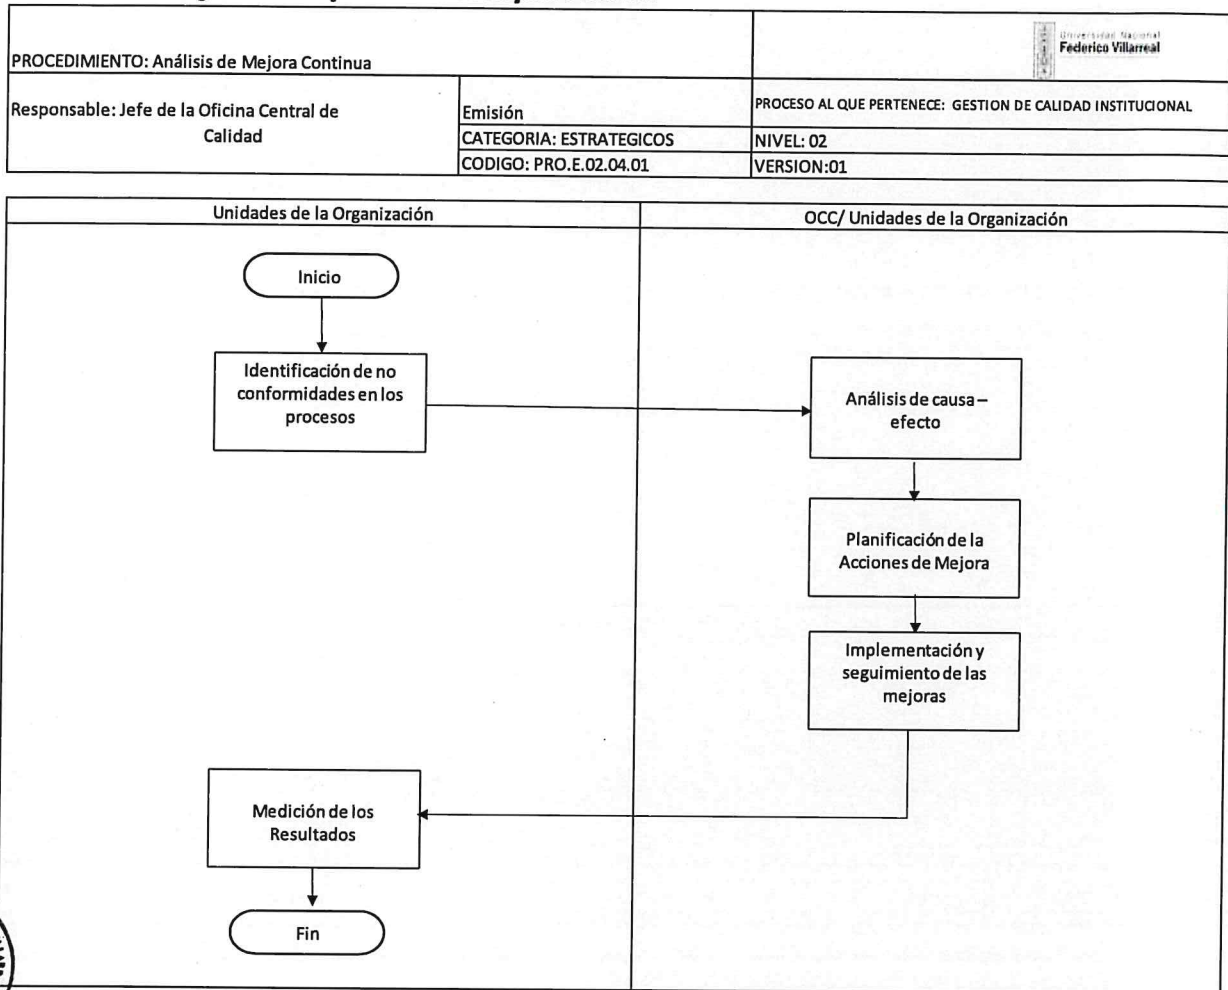 PROCEDIMIENTO: Análisis de Mejora Continua
Universidad Nacional
Federico Villarreal
Responsable: Jefe de la Oficina Central de
Calidad
Emisión
PROCESO AL QUE PERTENECE: GESTION DE CALIDAD INSTITUCIONAL
CATEGORIA: ESTRATEGICOS
NIVEL: 02
CODIGO: PRO.E.02.04.01
VERSION:01
Unidades de la Organización
OCC/ Unidades de la Organización
Inicio
Identificación de no
conformidades en los
procesos
Análisis de causa –
efecto
Planificación de la
Acciones de Mejora
Implementación y
seguimiento de las
mejoras
Medición de los
Resultados
Fin